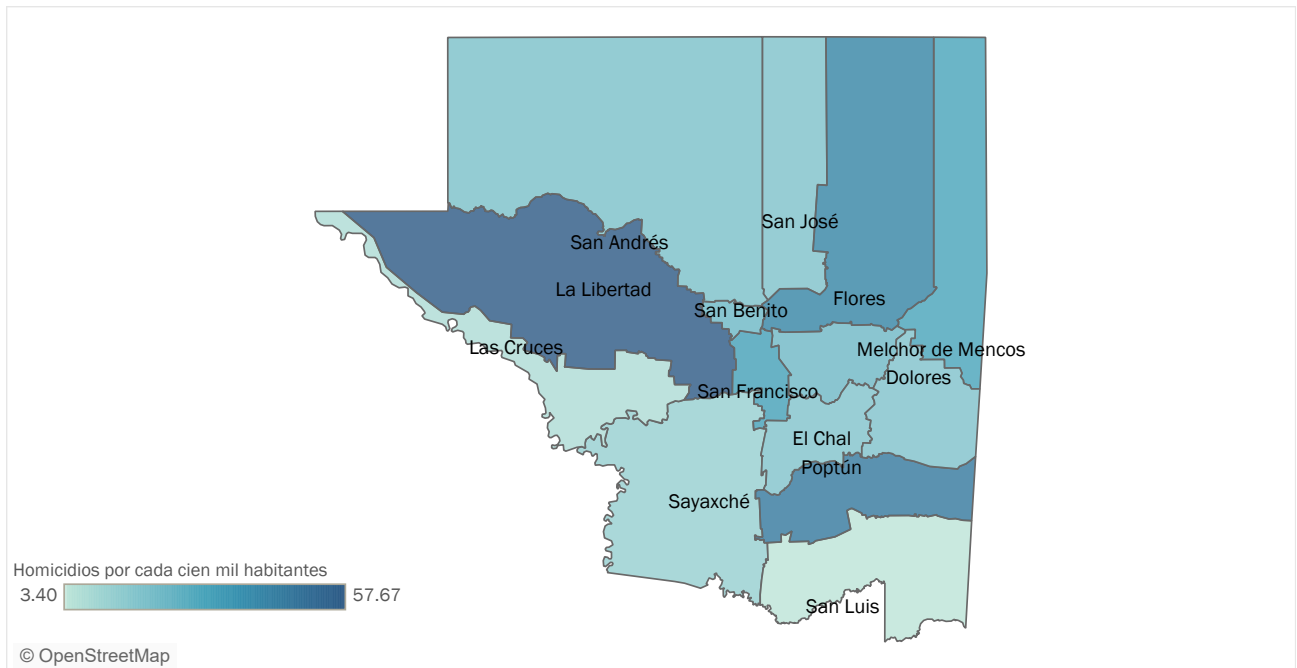 San José
San Andrés
La Libertad
Flores
San Benito
Las Cruces
Melchor de Mencos
Dolores
San Francisco
El Chal
Poptún
Sayaxché
San Luis
Homicidios por cada cien mil habitantes
3.40 57.67
© OpenStreetMap